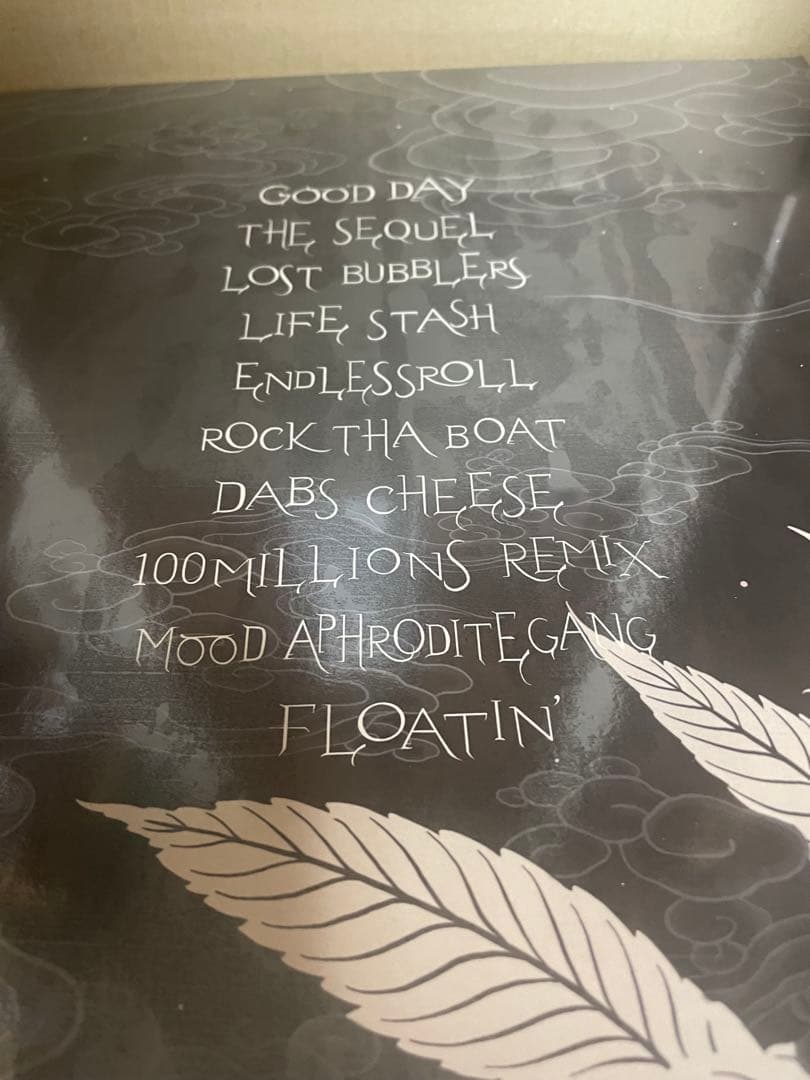 GOOD DAY
THE SEQUEL
LOST BUBBLERS
LIFE STASH
ENDLESSROLL
ROCK THA BOAT
DABS CHEESE
100MILLIONS REMIX
MOOD APHRODITEGANG
FLOATIN'